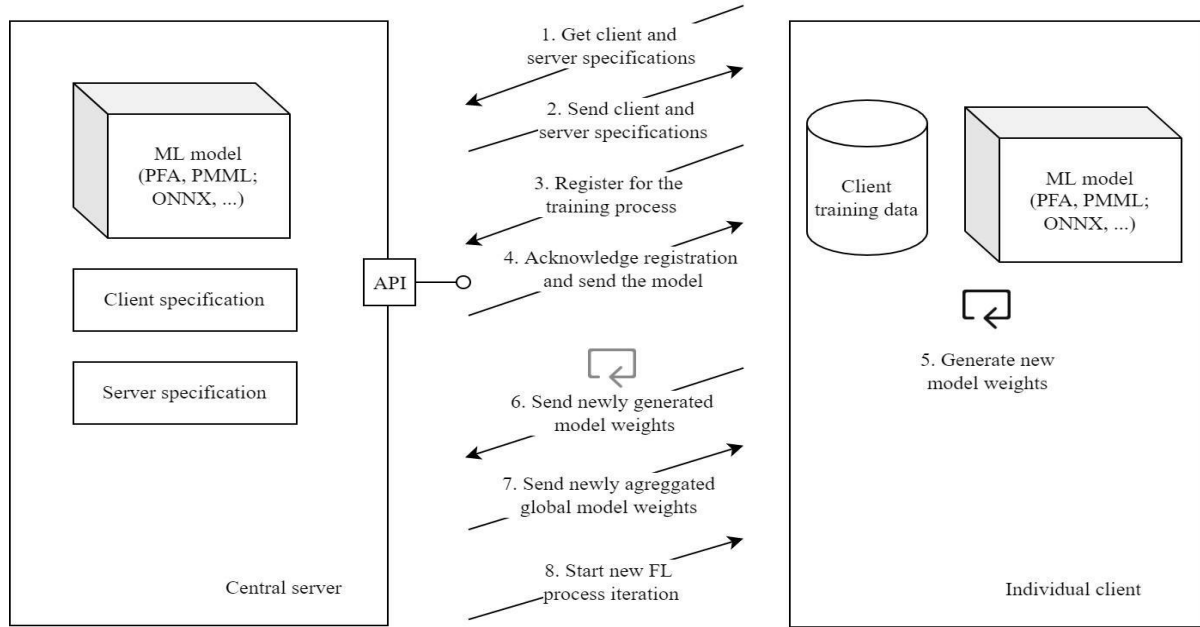 ML model
(PFA, PMML;
ONNX, ...)
Client specification
Server specification
Central server
API
1. Get client and
server specifications
2. Send client and
server specifications
3. Register for the
training process
4. Acknowledge registration
and send the model
6. Send newly generated
model weights
7. Send newly agreggated
global model weights
8. Start new FL
process iteration
Client
training data
ML model
(PFA, PMML;
ONNX, ...)
5. Generate new
model weights
Individual client